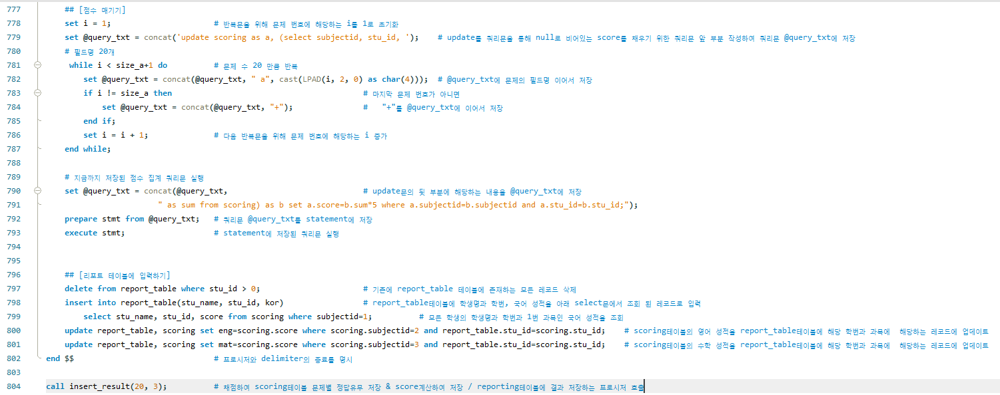 777 ## [점수 매기기]
778 set i = 1; # 반복문을 위해 문제 번호에 해당하는 i를 1로 초기화
779 set @query_txt = concat('update scoring as a, (select subjectid, stu_id, '); # update를 쿼리문을 통해 null로 비어있는 score를 채우기 위한 쿼리문 앞 부분 작성하여 쿼리문 @query_txt에 저장
780 # 필드명 20개
781 while i < size_a+1 do # 문제 수 20 만큼 반복
782 set @query_txt = concat(@query_txt, " a", cast(LPAD(i, 2, 0) as char(4))); # @query_txt에 문제의 필드명 이어서 저장
783 if i != size_a then # 마지막 문제 번호가 아니면
784 set @query_txt = concat(@query_txt, "+"); # "+"를 @query_txt에 이어서 저장
785 end if;
786 set i = i + 1; # 다음 반복문을 위해 문제 번호에 해당하는 i 증가
787 end while;
788
789 # 지금까지 저장된 점수 집계 쿼리문 실행
790 set @query_txt = concat(@query_txt, # update문의 뒷 부분에 해당하는 내용을 @query_txt에 저장
791 " as sum from scoring) as b set a.score=b.sum*5 where a.subjectid=b.subjectid and a.stu_id=b.stu_id;");
792 prepare stmt from @query_txt; # 쿼리문 @query_txt를 statement에 저장
793 execute stmt; # statement에 저장된 쿼리문 실행
794
795
796 ## [리포트 테이블에 입력하기]
797 delete from report_table where stu_id > 0; # 기존에 report_table 테이블에 존재하는 모든 레코드 삭제
798 insert into report_table(stu_name, stu_id, kor) # report_table테이블에 학생명과 학번, 국어 성적을 아래 select문에서 조회 된 레코드로 입력
799 select stu_name, stu_id, score from scoring where subjectid=1; # 모든 학생의 학생명과 학번과 1번 과목인 국어 성적을 조회
800 update report_table, scoring set eng=scoring.score where scoring.subjectid=2 and report_table.stu_id=scoring.stu_id; # scoring테이블의 영어 성적을 report_table테이블에 해당 학번과 과목에 해당하는 레코드에 업데이트
801 update report_table, scoring set mat=scoring.score where scoring.subjectid=3 and report_table.stu_id=scoring.stu_id; # scoring테이블의 수학 성적을 report_table테이블에 해당 학번과 과목에 해당하는 레코드에 업데이트
802 end $$ # 프로시저와 delimiter의 종료를 명시
803
804 call insert_result(20, 3); # 채점하여 scoring테이블 문제별 정답유무 저장 & score계산하여 저장 / reporting테이블에 결과 저장하는 프로시저 호출